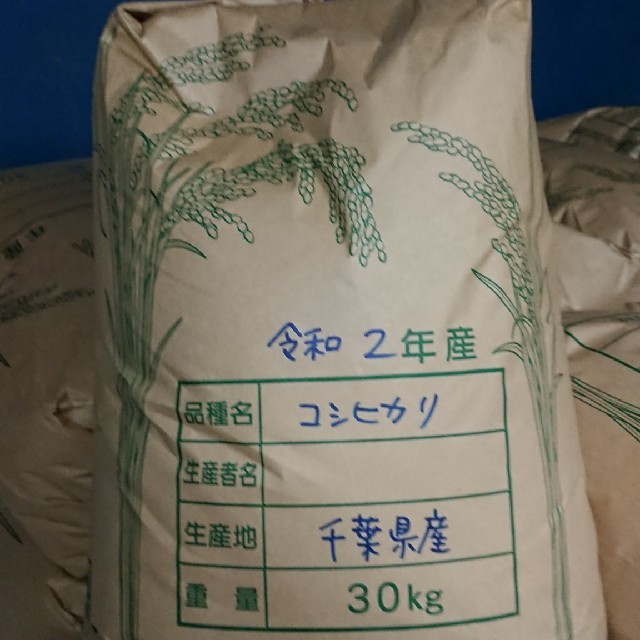 令和2年産
品種名 コシヒカリ
生産者名
生産地 千葉県産
重量 30kg